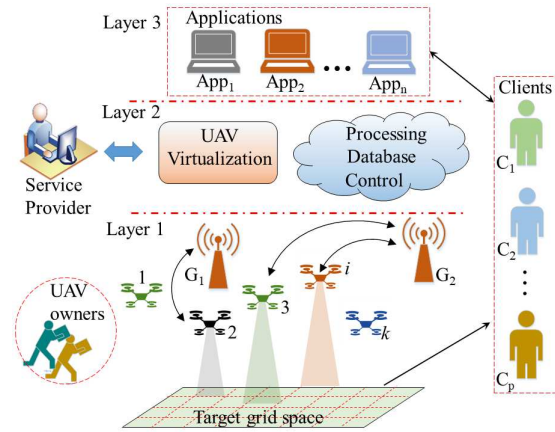 Layer 3
Applications
App1
App2
Appn
Clients
Layer 2
UAV
Virtualization
Processing
Database
Control
Service
Provider
C1
Layer 1
G1
G2
C2
1
2
3
i
k
UAV
owners
Cp
Target grid space